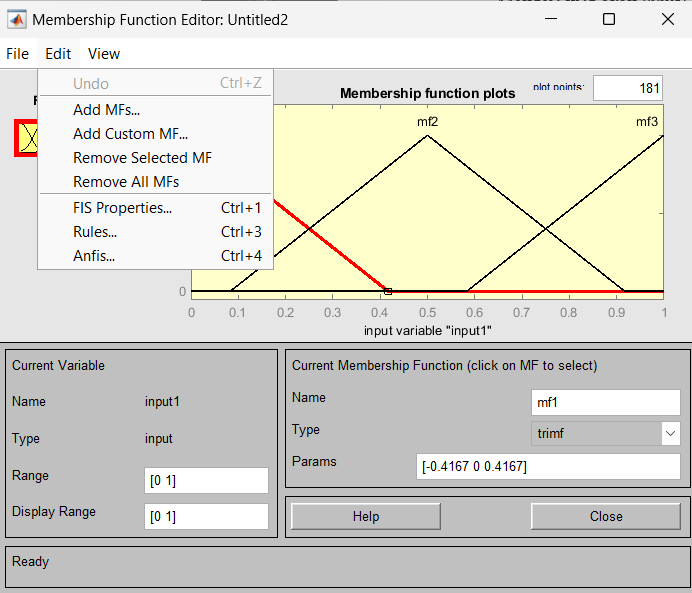 Membership Function Editor: Untitled2
File Edit View
Undo Ctrl+Z
Add MFs...
Add Custom MF...
Remove Selected MF
Remove All MFs
FIS Properties... Ctrl+1
Rules... Ctrl+3
Anfis... Ctrl+4
Membership function plots
plot points:
181
mf2
mf3
0
0 0.1 0.2 0.3 0.4 0.5 0.6 0.7 0.8 0.9 1
input variable "input1"
Current Variable
Name input1
Type input
Range [0 1]
Display Range [0 1]
Current Membership Function (click on MF to select)
Name mf1
Type trimf
Params [-0.4167 0 0.4167]
Help Close
Ready